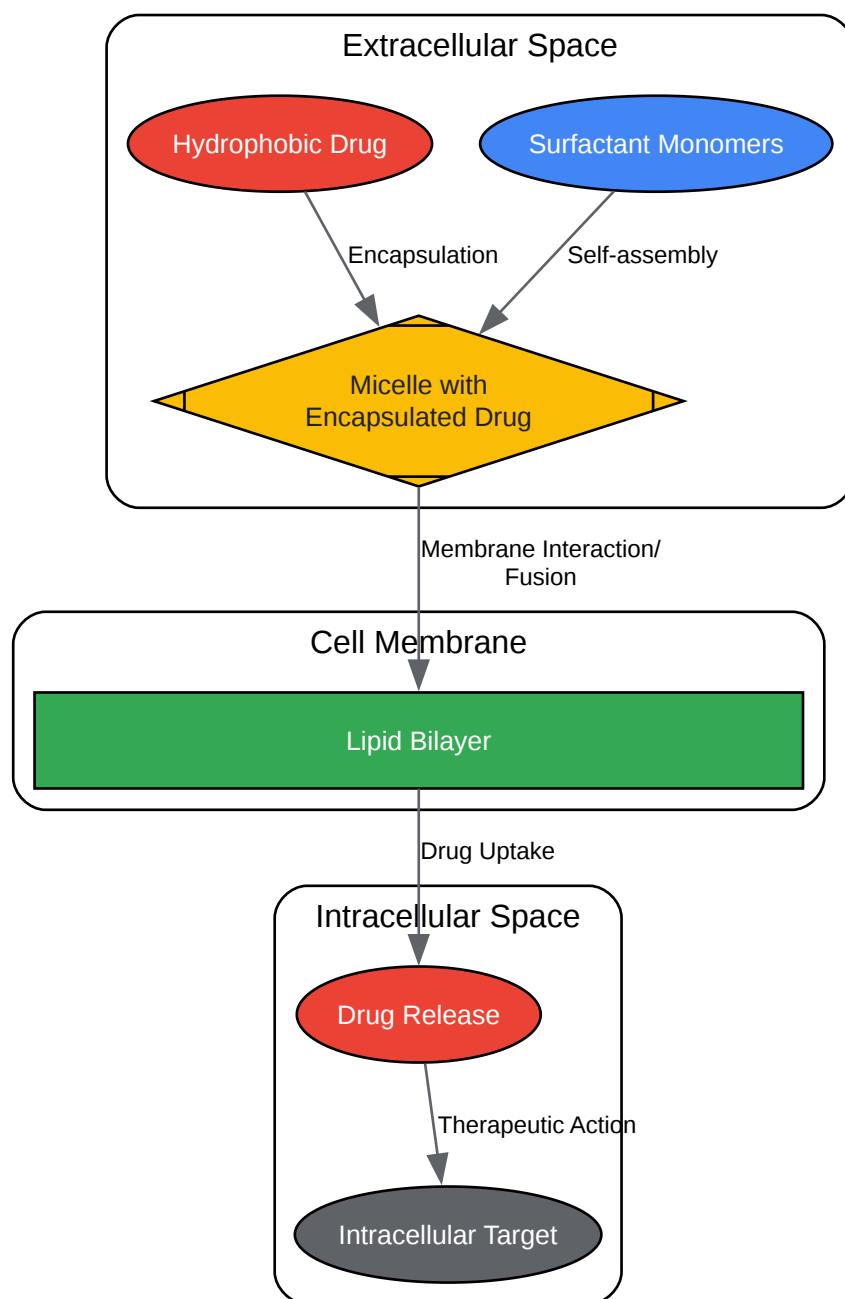 Extracellular Space
Hydrophobic Drug
Surfactant Monomers
Encapsulation
Self-assembly
Micelle with
Encapsulated Drug
Membrane Interaction/
Fusion
Cell Membrane
Lipid Bilayer
Drug Uptake
Intracellular Space
Drug Release
Therapeutic Action
Intracellular Target